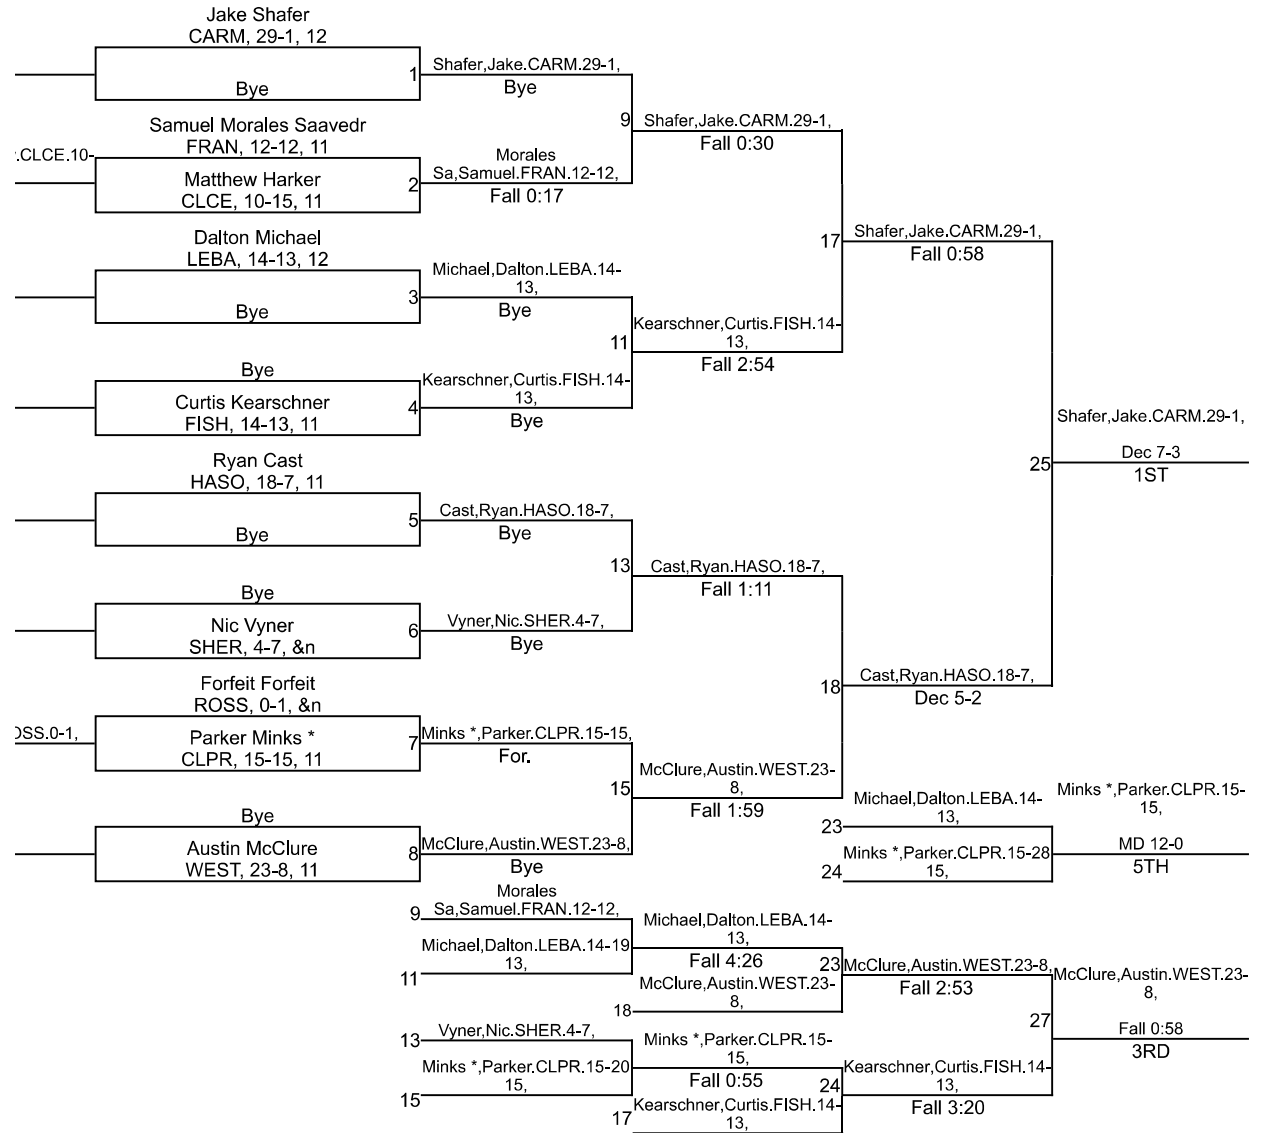 Jake Shafer
CARM, 29-1, 12
1
Shafer,Jake.CARM.29-1,
Bye
Bye
9
Shafer,Jake.CARM.29-1,
Fall 0:30
Samuel Morales Saavedr
FRAN, 12-12, 11
.CLCE.10-
Matthew Harker
CLCE, 10-15, 11
2
Morales
Sa,Samuel.FRAN.12-12,
Fall 0:17
17
Shafer,Jake.CARM.29-1,
Fall 0:58
Dalton Michael
LEBA, 14-13, 12
Bye
3
Michael,Dalton.LEBA.14-
13,
Bye
11
Kearschner,Curtis.FISH.14-
13,
Fall 2:54
Bye
Curtis Kearschner
FISH, 14-13, 11
4
Kearschner,Curtis.FISH.14-
13,
Bye
25
Shafer,Jake.CARM.29-1,
Dec 7-3
1ST
Ryan Cast
HASO, 18-7, 11
Bye
5
Cast,Ryan.HASO.18-7,
Bye
13
Cast,Ryan.HASO.18-7,
Fall 1:11
Bye
Nic Vyner
SHER, 4-7, &n
6
Vyner,Nic.SHER.4-7,
Bye
18
Cast,Ryan.HASO.18-7,
Dec 5-2
Forfeit Forfeit
ROSS, 0-1, &n
OSS.0-1,
Parker Minks *
CLPR, 15-15, 11
7
Minks *,Parker.CLPR.15-15,
For.
15
McClure,Austin.WEST.23-
8,
Fall 1:59
Bye
Austin McClure
WEST, 23-8, 11
8
McClure,Austin.WEST.23-8,
Bye
Michael,Dalton.LEBA.14-
13,
23
Minks *,Parker.CLPR.15-28
15,
24
Minks *,Parker.CLPR.15-
15,
MD 12-0
5TH
Morales
9
Sa,Samuel.FRAN.12-12,
Michael,Dalton.LEBA.14-19
13,
11
Michael,Dalton.LEBA.14-
13,
Fall 4:26
McClure,Austin.WEST.23-
8,
18
23
McClure,Austin.WEST.23-8,
Fall 2:53
McClure,Austin.WEST.23-
8,
27
Fall 0:58
3RD
13
Vyner,Nic.SHER.4-7,
Minks *,Parker.CLPR.15-20
15,
15
Minks *,Parker.CLPR.15-
15,
Fall 0:55
Kearschner,Curtis.FISH.14-
13,
17
24
Kearschner,Curtis.FISH.14-
13,
Fall 3:20